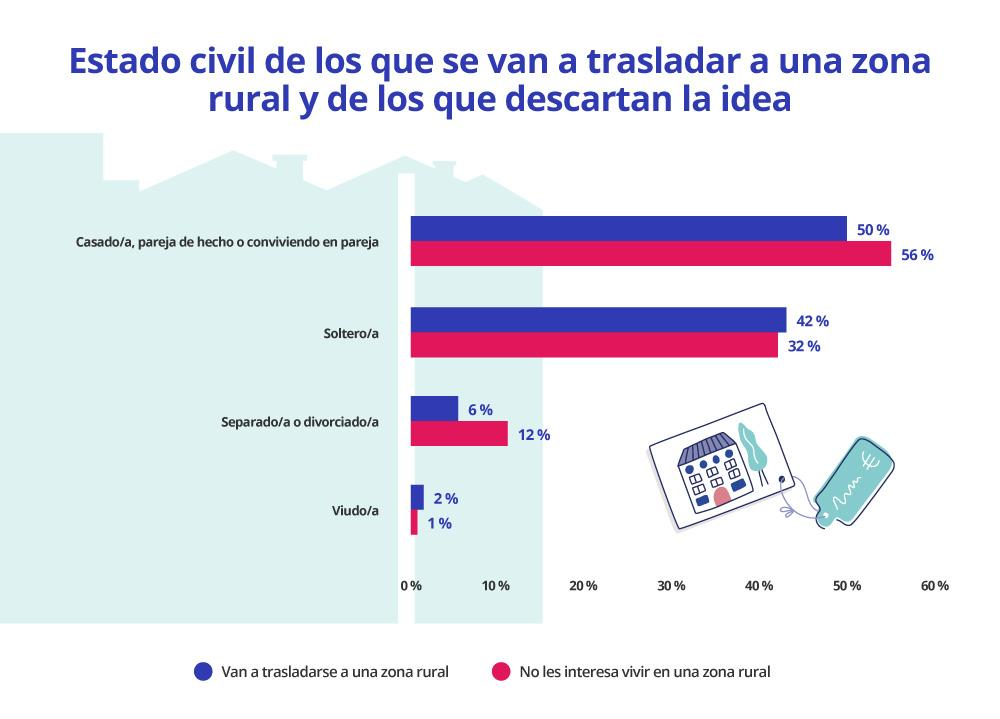 Estado civil de los que se van a trasladar a una zona
rural y de los que descartan la idea
Casado/a, pareja de hecho o conviviendo en pareja
50 %
56 %
Soltero/a
42 %
32 %
Separado/a o divorciado/a
6 %
12 %
Viudo/a
2 %
1 %
0 % 10 % 20 % 30 % 40 % 50 % 60 %
Van a trasladarse a una zona rural No les interesa vivir en una zona rural
€